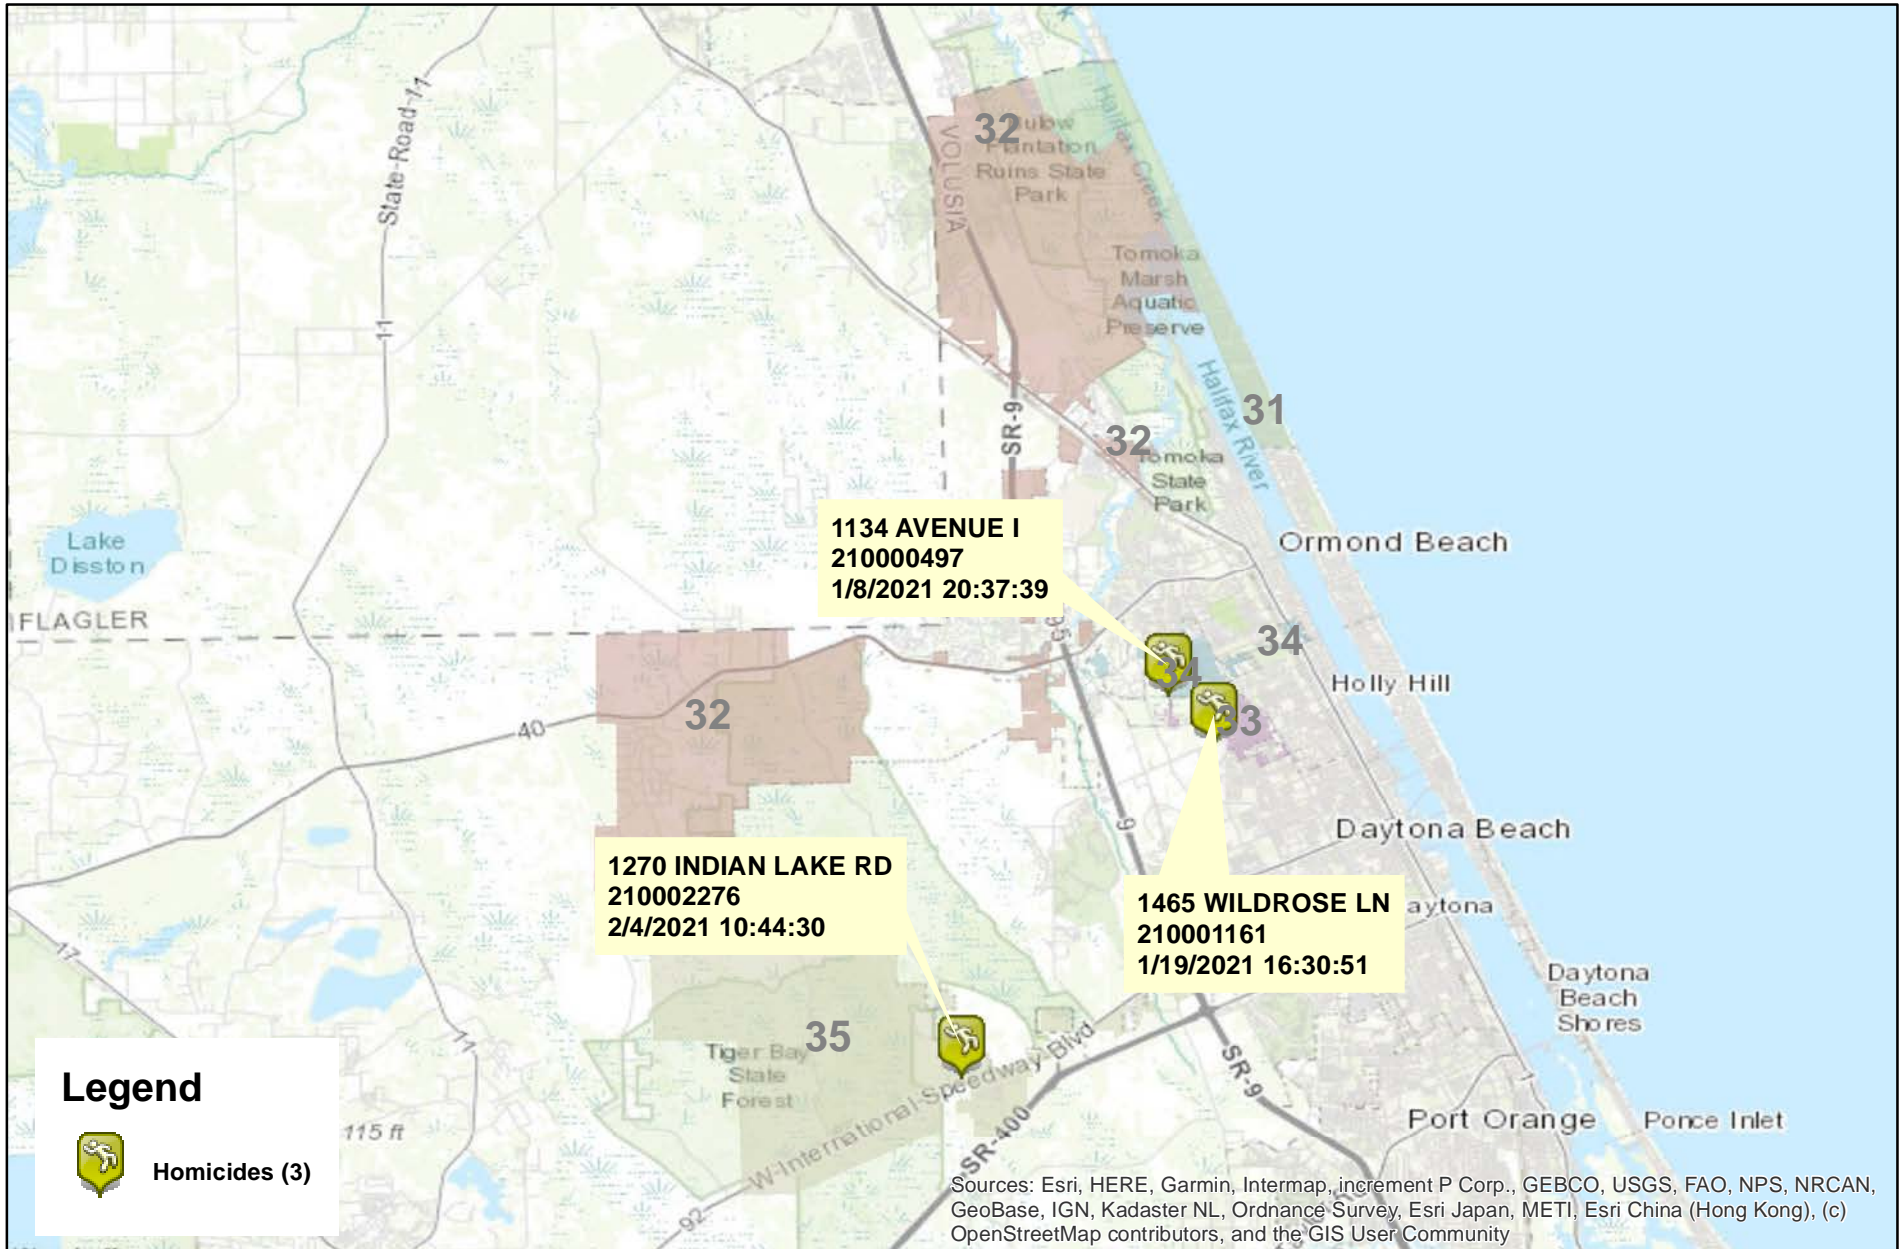 State-Road-11
11
VOLUSIA
32
Bulow
Plantation
Ruins State
Park
Halifax Creek
Tomoka
Marsh
Aquatic
Preserve
Halifax River
31
SR-9
32
Tomoka
State
Park
Lake
Disston
FLAGLER
1134 AVENUE I
210000497
1/8/2021 20:37:39
Ormond Beach
95
34
34
Holly Hill
33
32
40
9
Daytona Beach
1270 INDIAN LAKE RD
210002276
2/4/2021 10:44:30
1465 WILDROSE LN
210001161
1/19/2021 16:30:51
aytona
17
11
Daytona
Beach
Shores
35
Tiger Bay
State
Forest
W-International-Speedway-Blvd
SR-400
SR-9
1
92
115 ft
Port Orange
Ponce Inlet
Legend
Homicides (3)
Sources: Esri, HERE, Garmin, Intermap, increment P Corp., GEBCO, USGS, FAO, NPS, NRCAN,
GeoBase, IGN, Kadaster NL, Ordnance Survey, Esri Japan, METI, Esri China (Hong Kong), (c)
OpenStreetMap contributors, and the GIS User Community